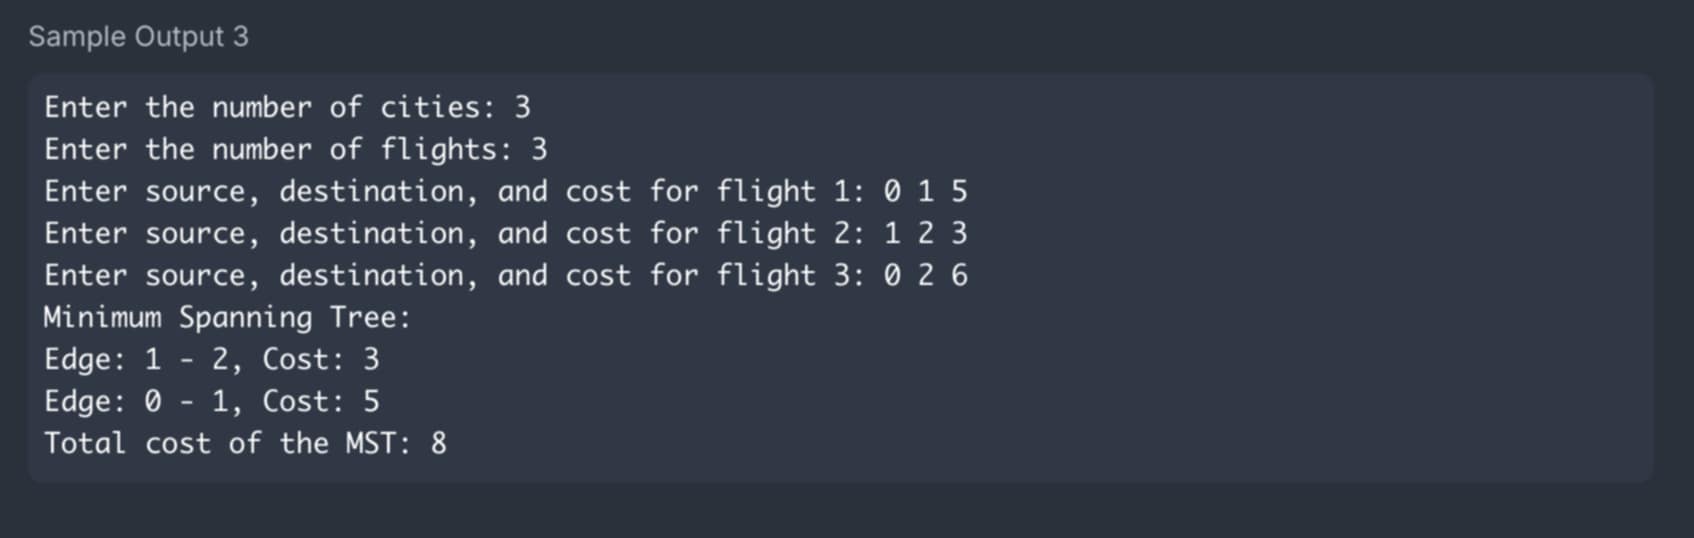 Sample Output 3
Enter the number of cities: 3
Enter the number of flights: 3
Enter source, destination, and cost for flight 1: 0 1 5
Enter source, destination, and cost for flight 2: 1 2 3
Enter source, destination, and cost for flight 3: 0 2 6
Minimum Spanning Tree:
Edge: 1 - 2, Cost: 3
Edge: 0 - 1, Cost: 5
Total cost of the MST: 8